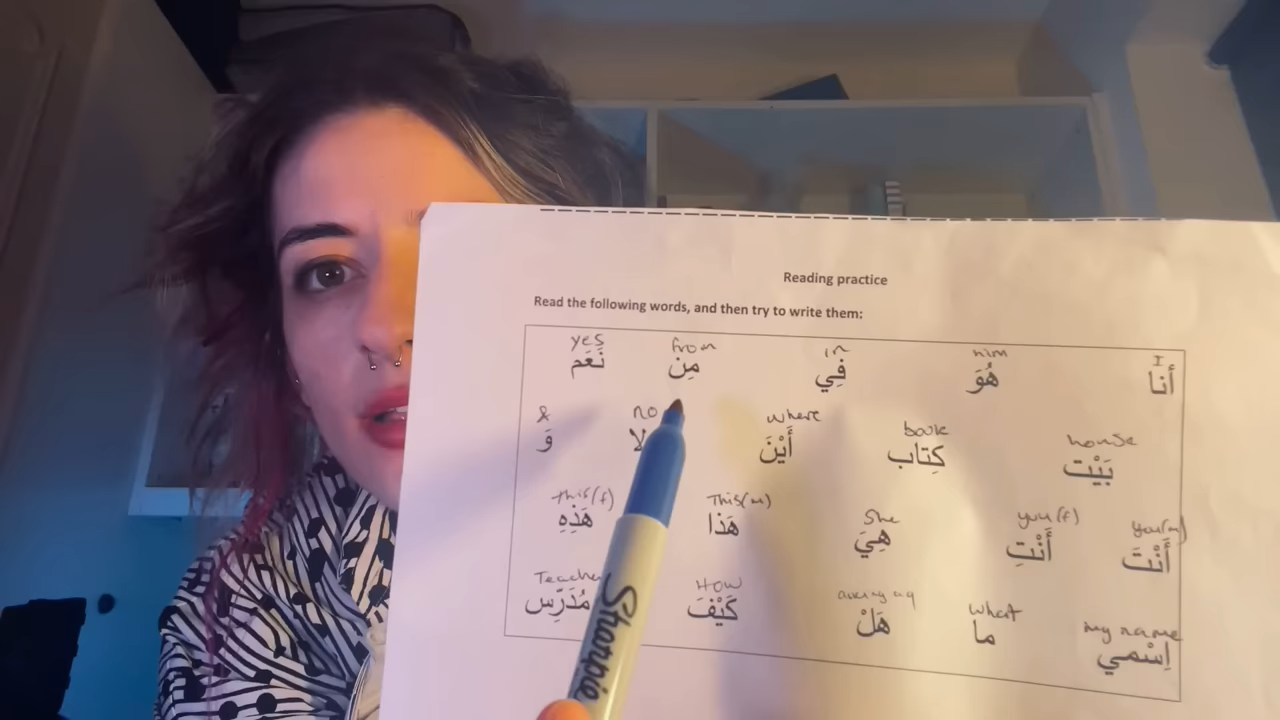 Reading practice
Read the following words, and then try to write them:
I him in from yes
أنا هُوَ فِي مِنْ نَعَم
house book where no &
بَيْت كِتاب أَيْنَ لا وَ
you(m) you(f) She This(m) this(f)
أَنْتَ أَنْتِ هِيَ هَذا هَذِهِ
my name what asking a q How Teacher
اِسْمي ما هَلْ كَيْفَ مُدَرِّس
Sharpie